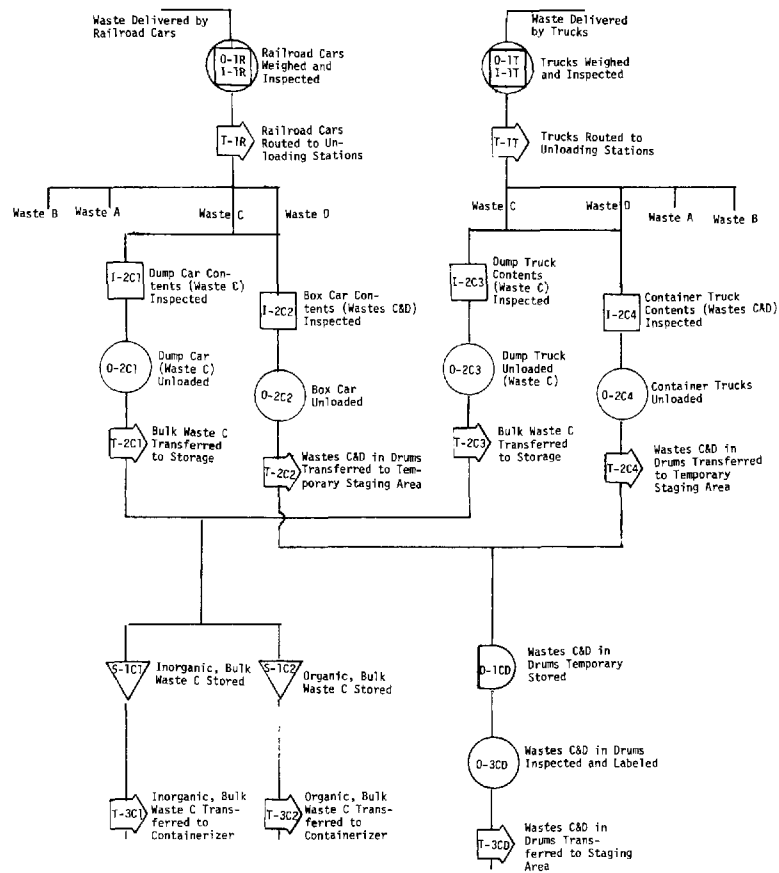 Waste Delivered by
Railroad Cars
O-1R
I-1R
Railroad Cars
Weighed and
Inspected
T-1R
Railroad Cars
Routed to Un-
loading Stations
Waste Delivered
by Trucks
O-1T
I-1T
Trucks Weighed
and Inspected
T-1T
Trucks Routed to
Unloading Stations
Waste B
Waste A
Waste C
Waste D
Waste C
Waste D
Waste A
Waste B
I-2C1
Dump Car Con-
tents (Waste C)
Inspected
I-2C2
Box Car Con-
tents (Wastes C&D)
Inspected
I-2C3
Dump Truck
Contents
(Waste C)
Inspected
I-2C4
Container Truck
Contents (Wastes C&D)
Inspected
O-2C1
Dump Car
(Waste C)
Unloaded
O-2C2
Box Car
Unloaded
O-2C3
Dump Truck
Unloaded
(Waste C)
O-2C4
Container Trucks
Unloaded
T-2C1
Bulk Waste C
Transferred
to Storage
T-2C2
Wastes C&D in Drums
Transferred to Tem-
porary Staging Area
T-2C3
Bulk Waste C
Transferred
to Storage
T-2C4
Wastes C&D in
Drums Transferred
to Temporary
Staging Area
S-1C1
Inorganic, Bulk
Waste C Stored
S-1C2
Organic, Bulk
Waste C Stored
D-1CD
Wastes C&D in
Drums Temporary
Stored
O-3CD
Wastes C&D in Drums
Inspected and Labeled
T-3C1
Inorganic, Bulk
Waste C Trans-
ferred to
Containerizer
T-3C2
Organic, Bulk
Waste C Trans-
ferred to
Containerizer
T-3CD
Wastes C&D in
Drums Trans-
ferred to Staging
Area